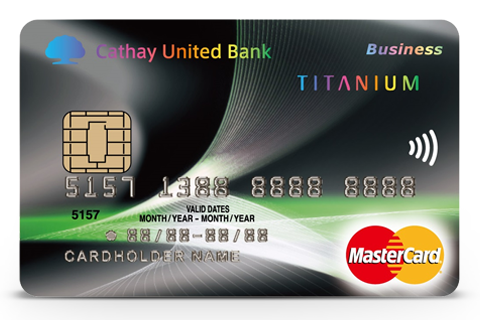 Cathay United Bank
Business
TITANIUM
5157 1388 8888 8888
5157
VALID DATES
MONTH/YEAR – MONTH/YEAR
88/88-88/88
CARDHOLDER NAME
MasterCard